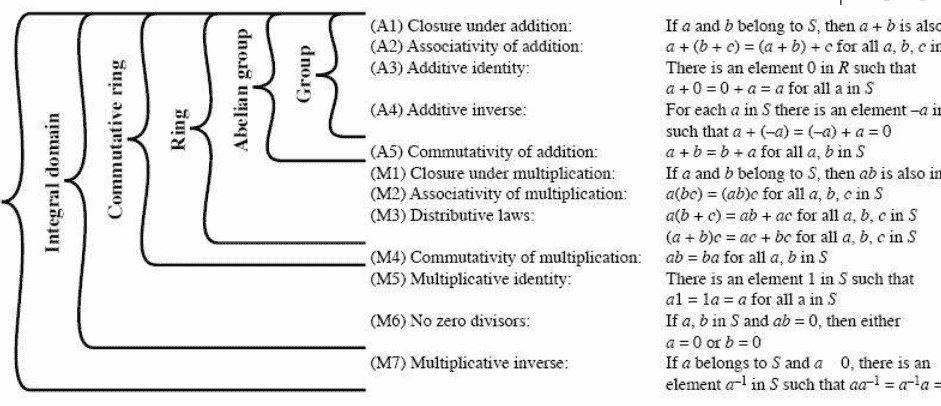 Integral domain
Commutative ring
Ring
Abelian group
Group
(A1) Closure under addition: If a and b belong to S, then a + b is also
(A2) Associativity of addition: a + (b + c) = (a + b) + c for all a, b, c in
(A3) Additive identity: There is an element 0 in R such that
a + 0 = 0 + a = a for all a in S
(A4) Additive inverse: For each a in S there is an element –a in
such that a + (–a) = (–a) + a = 0
(A5) Commutativity of addition: a + b = b + a for all a, b in S
(M1) Closure under multiplication: If a and b belong to S, then ab is also in
(M2) Associativity of multiplication: a(bc) = (ab)c for all a, b, c in S
(M3) Distributive laws: a(b + c) = ab + ac for all a, b, c in S
(a + b)c = ac + bc for all a, b, c in S
(M4) Commutativity of multiplication: ab = ba for all a, b in S
(M5) Multiplicative identity: There is an element 1 in S such that
a1 = 1a = a for all a in S
(M6) No zero divisors: If a, b in S and ab = 0, then either
a = 0 or b = 0
(M7) Multiplicative inverse: If a belongs to S and a 0, there is an
element a⁻¹ in S such that aa⁻¹ = a⁻¹a =